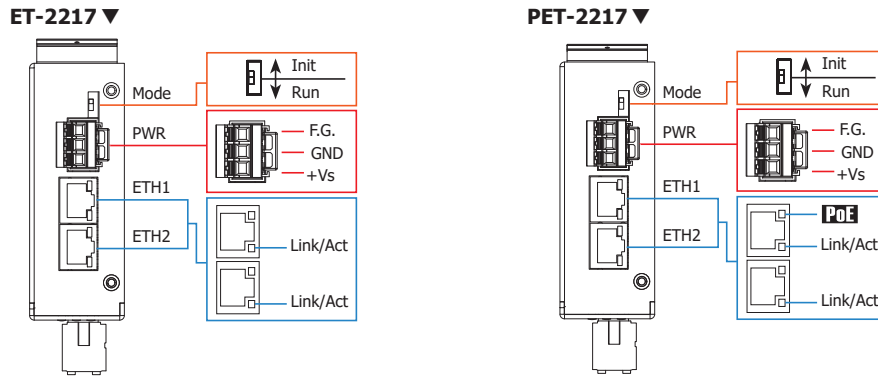 ET-2217 ▼
Mode
PWR
ETH1
ETH2
Init
Run
F.G.
GND
+Vs
Link/Act
Link/Act
PET-2217 ▼
Mode
PWR
ETH1
ETH2
Init
Run
F.G.
GND
+Vs
PoE
Link/Act
Link/Act